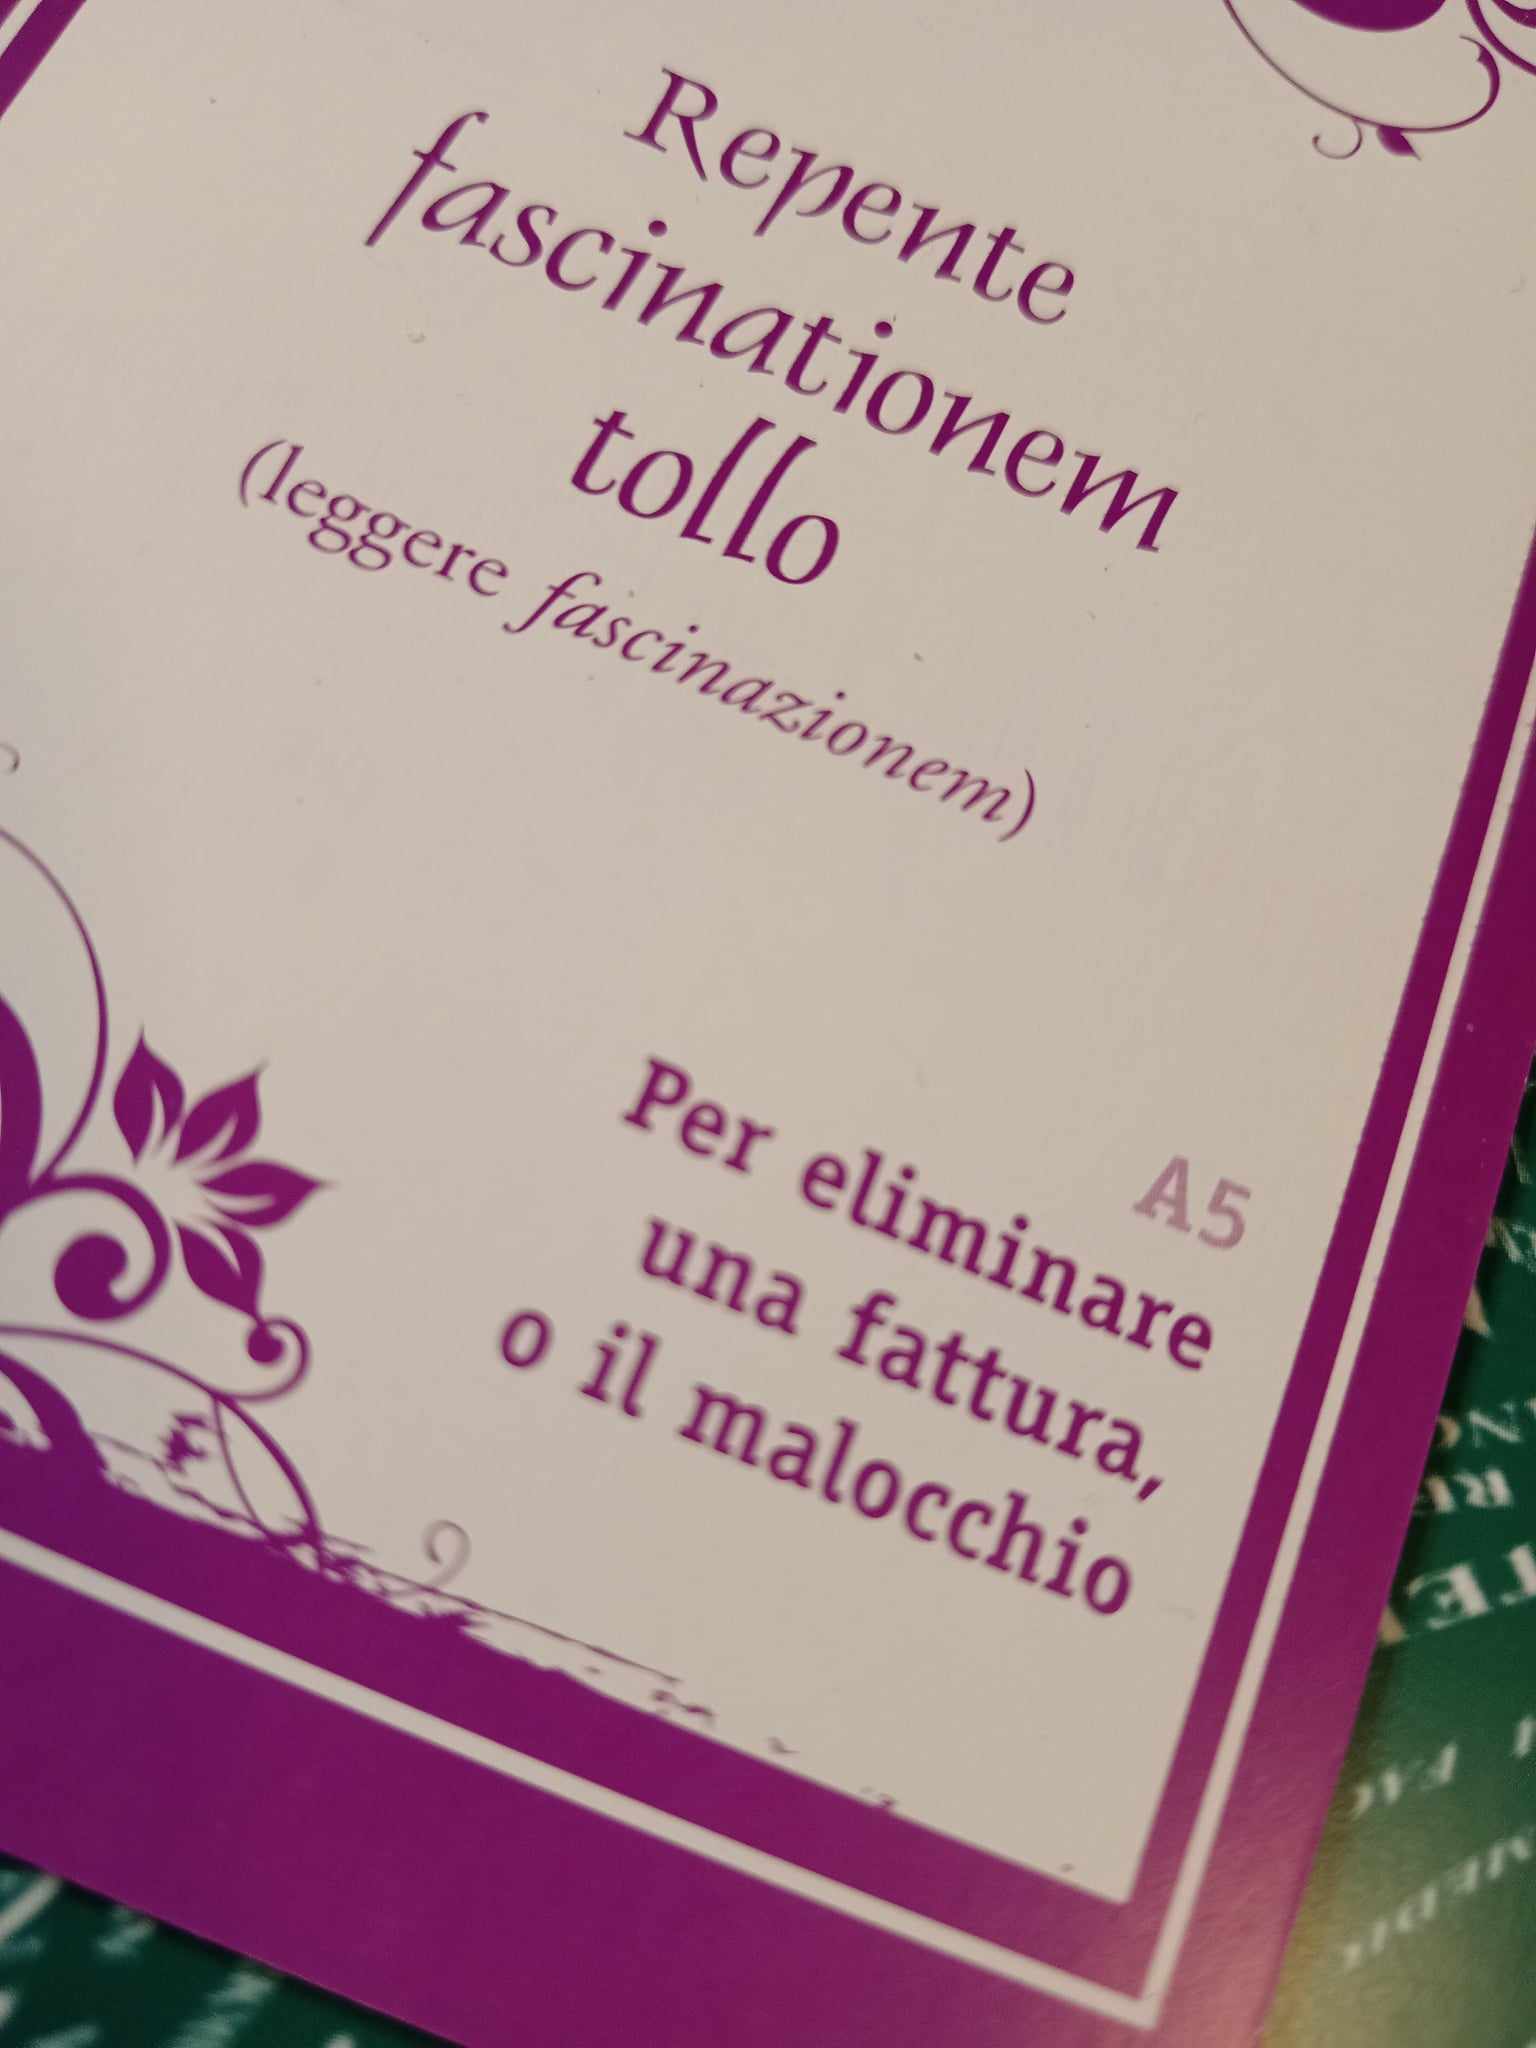 Repente
fascinationem
tollo
(leggere fascinazionem)
A5
Per eliminare
una fattura,
o il malocchio